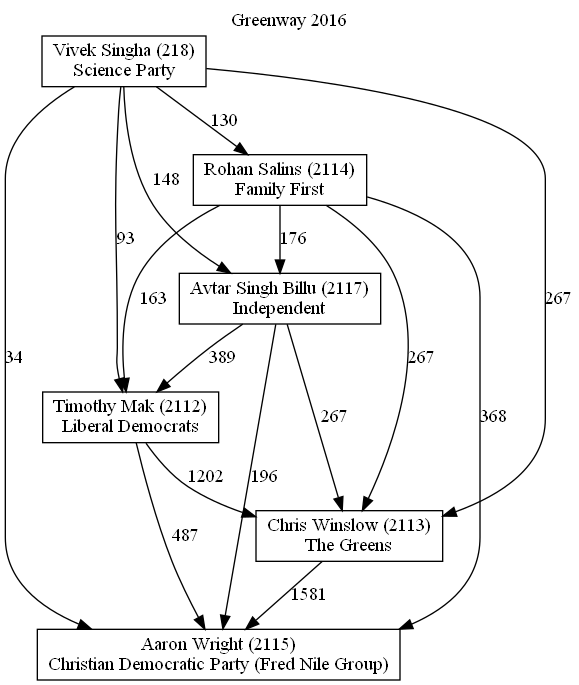 Greenway 2016
Vivek Singha (218)
Science Party
130
Rohan Salins (2114)
Family First
148
93
176
267
Avtar Singh Billu (2117)
Independent
163
34
389
267
368
267
Timothy Mak (2112)
Liberal Democrats
1202
196
487
Chris Winslow (2113)
The Greens
1581
Aaron Wright (2115)
Christian Democratic Party (Fred Nile Group)